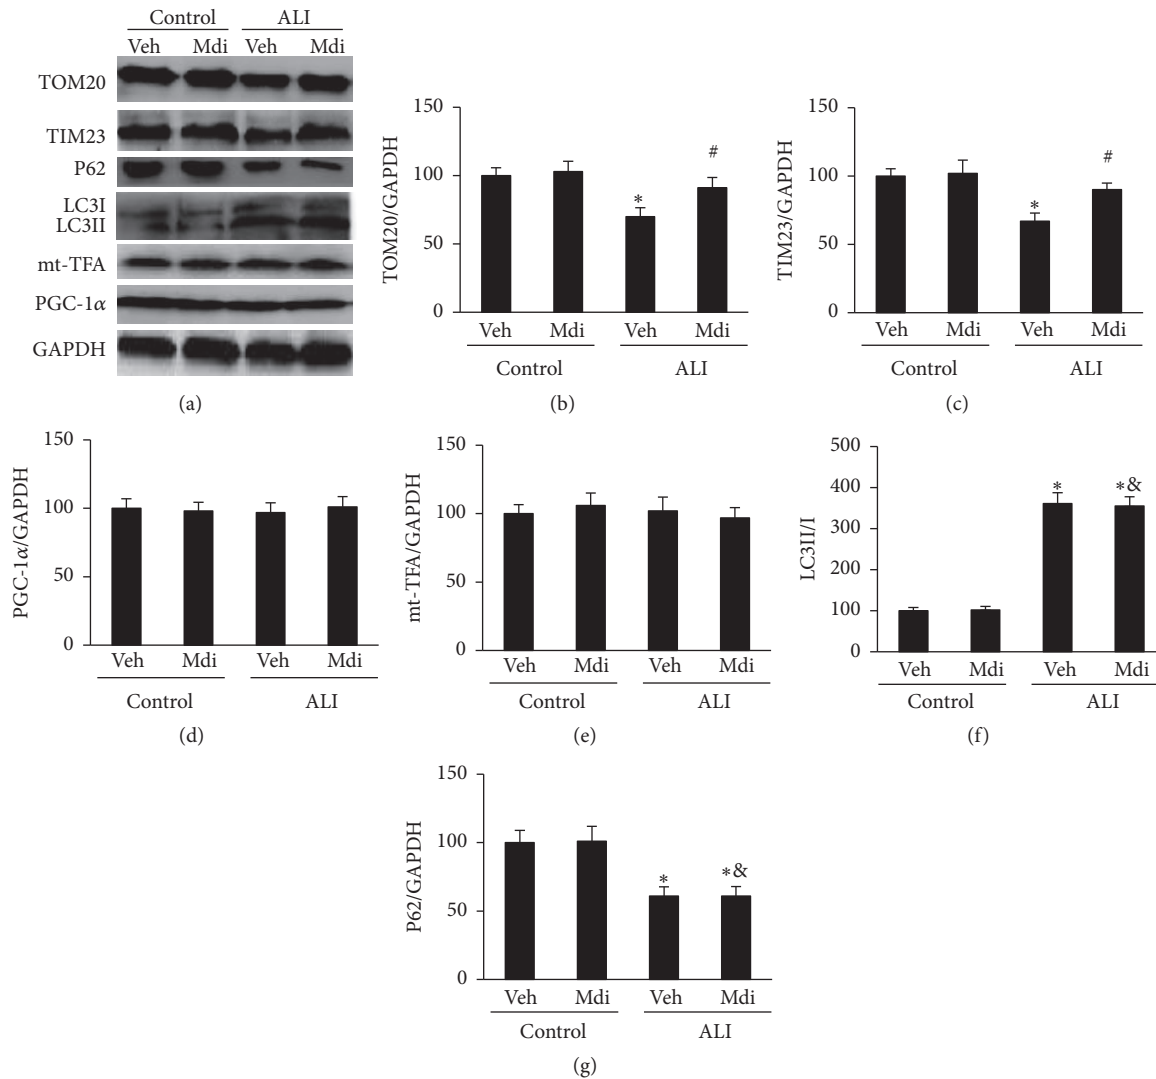 Control ALI
Veh Mdi Veh Mdi
TOM20
TIM23
P62
LC3I
LC3II
mt-TFA
PGC-1α
GAPDH
(a)
TOM20/GAPDH
150
100
50
0
*
#
Veh Mdi Veh Mdi
Control ALI
(b)
TIM23/GAPDH
150
100
50
0
*
#
Veh Mdi Veh Mdi
Control ALI
(c)
PGC-1α/GAPDH
150
100
50
0
Veh Mdi Veh Mdi
Control ALI
(d)
mt-TFA/GAPDH
150
100
50
0
Veh Mdi Veh Mdi
Control ALI
(e)
LC3II/I
500
400
300
200
100
0
* *&
Veh Mdi Veh Mdi
Control ALI
(f)
P62/GAPDH
150
100
50
0
* *&
Veh Mdi Veh Mdi
Control ALI
(g)